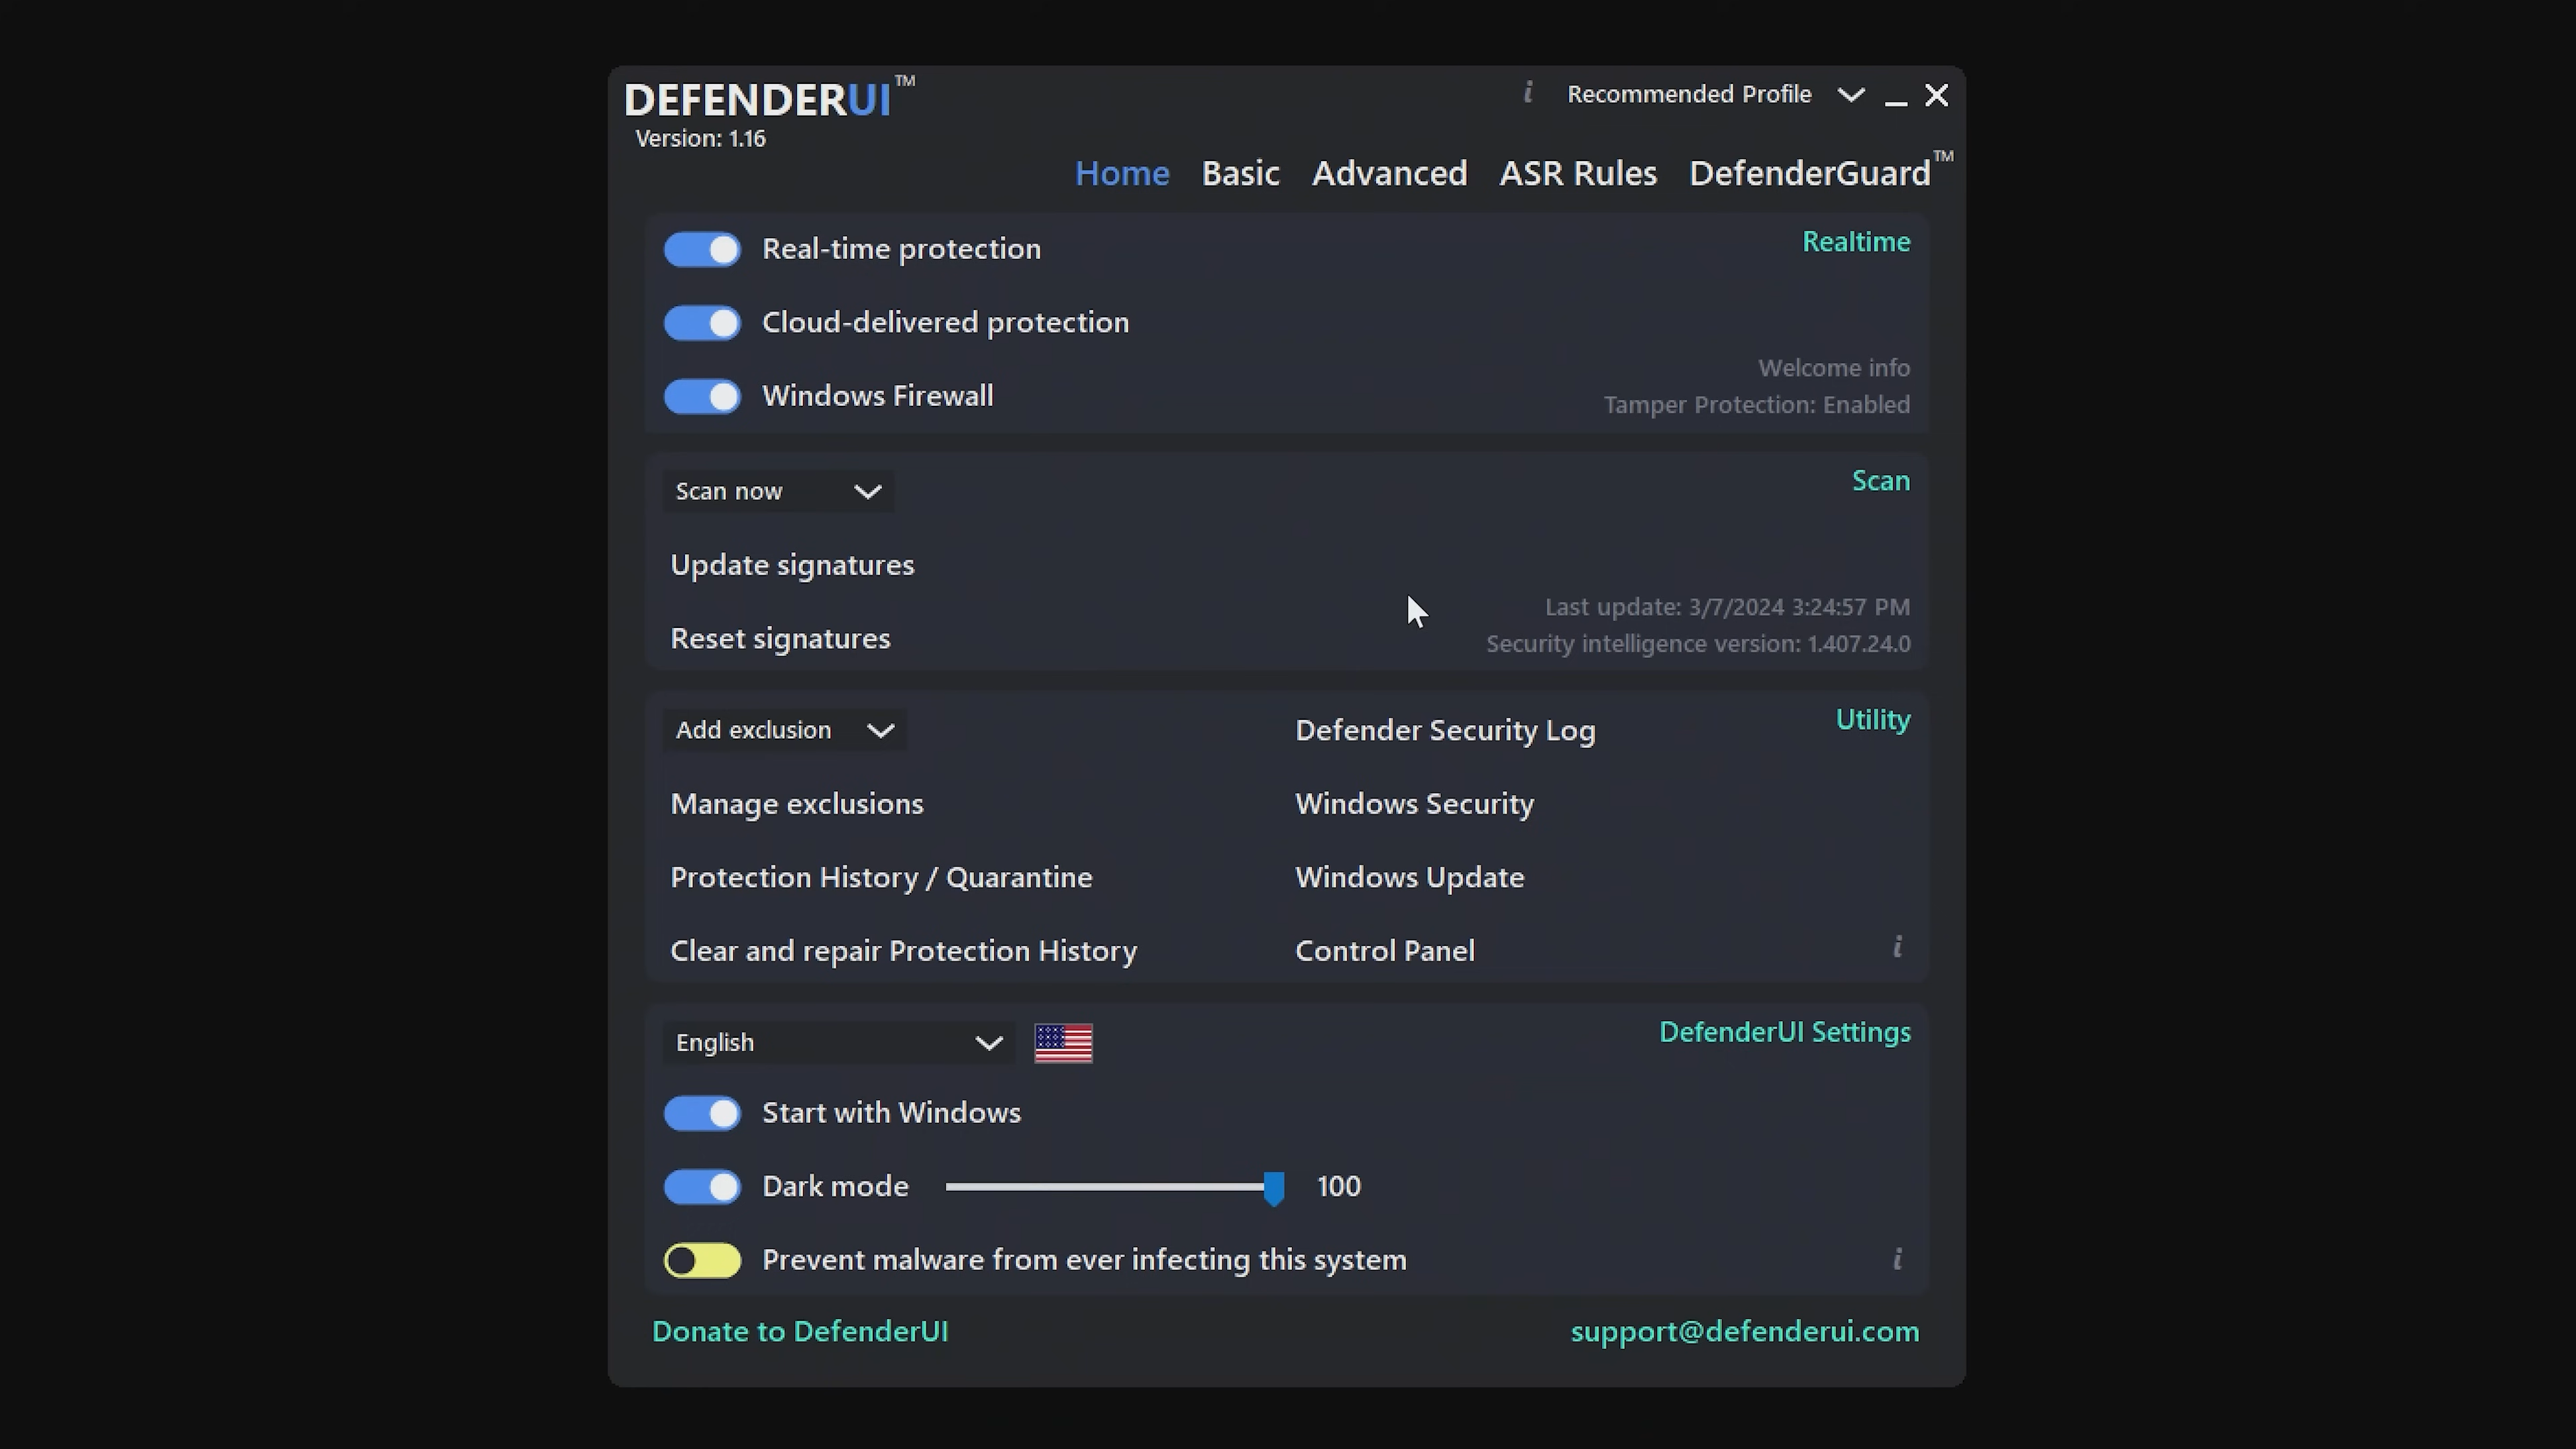 DEFENDERUI™
Version: 1.16
i Recommended Profile
Home Basic Advanced ASR Rules DefenderGuard™
Real-time protection
Realtime
Cloud-delivered protection
Welcome info
Windows Firewall
Tamper Protection: Enabled
Scan now
Scan
Update signatures
Last update: 3/7/2024 3:24:57 PM
Reset signatures
Security intelligence version: 1.407.24.0
Add exclusion
Defender Security Log
Utility
Manage exclusions
Windows Security
Protection History / Quarantine
Windows Update
Clear and repair Protection History
Control Panel
i
English
DefenderUI Settings
Start with Windows
Dark mode 100
Prevent malware from ever infecting this system
i
Donate to DefenderUI
support@defenderui.com